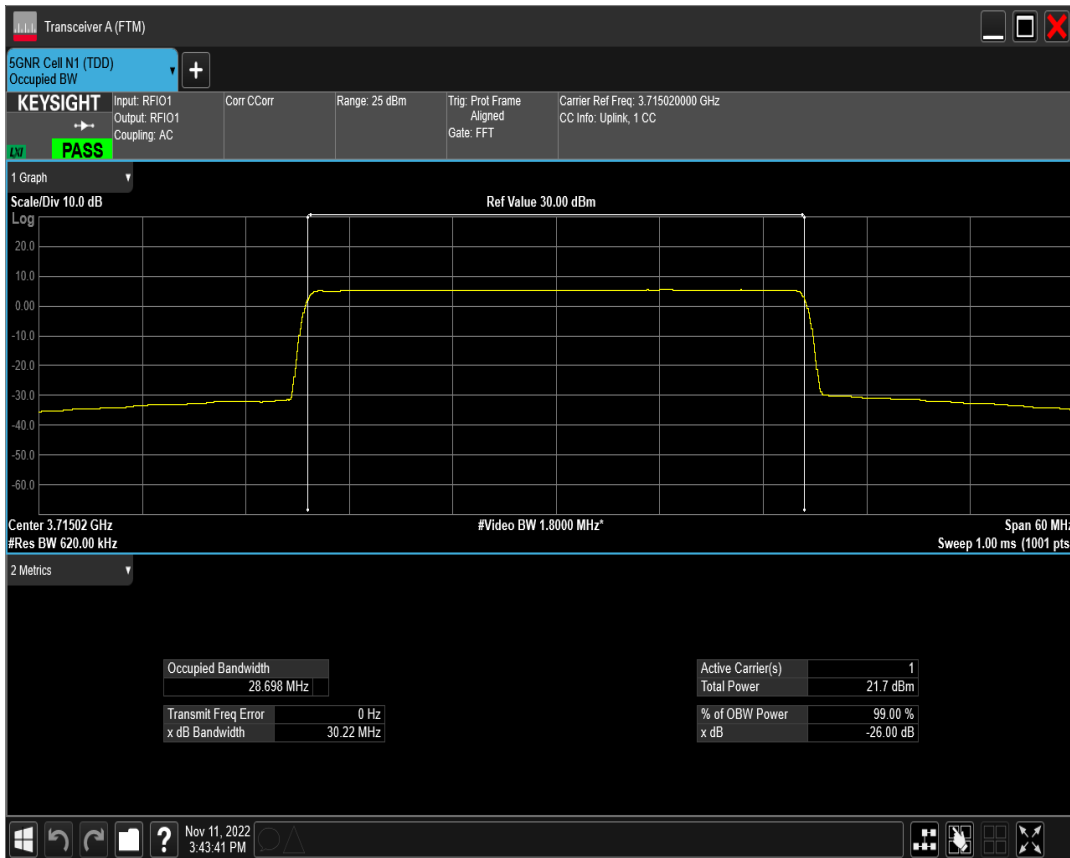 Transceiver A (FTM)
5GNR Cell N1 (TDD)
Occupied BW
+
KEYSIGHT
LXI
PASS
Input: RFIO1
Output: RFIO1
Coupling: AC
Corr CCorr
Range: 25 dBm
Trig: Prot Frame
Aligned
Gate: FFT
Carrier Ref Freq: 3.715020000 GHz
CC Info: Uplink, 1 CC
1 Graph
Scale/Div 10.0 dB
Ref Value 30.00 dBm
Log
20.0
10.0
0.00
-10.0
-20.0
-30.0
-40.0
-50.0
-60.0
Center 3.71502 GHz
#Video BW 1.8000 MHz*
Span 60 MHz
#Res BW 620.00 kHz
Sweep 1.00 ms (1001 pts
2 Metrics
Occupied Bandwidth
28.698 MHz
Transmit Freq Error 0 Hz
x dB Bandwidth 30.22 MHz
Active Carrier(s) 1
Total Power 21.7 dBm
% of OBW Power 99.00 %
x dB -26.00 dB
?
Nov 11, 2022
3:43:41 PM